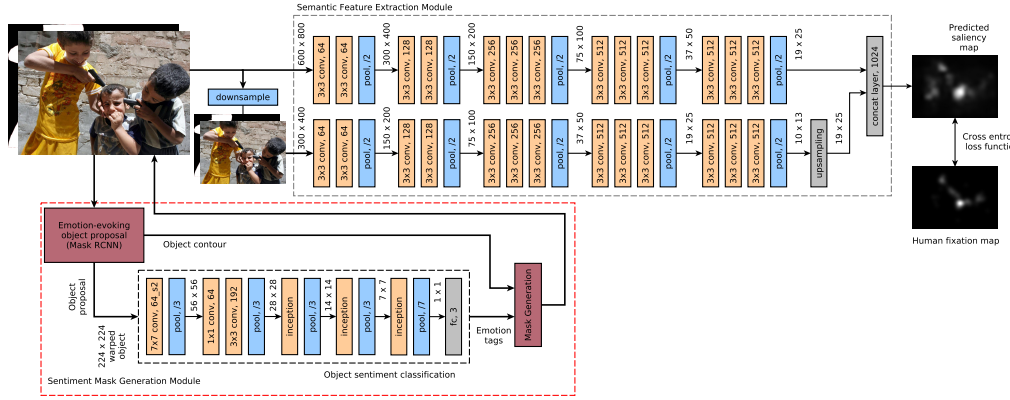 Semantic Feature Extraction Module
600 x 800
3x3 conv, 64
3x3 conv, 64
pool, /2
300 x 400
3x3 conv, 128
3x3 conv, 128
pool, /2
150 x 200
3x3 conv, 256
3x3 conv, 256
3x3 conv, 256
pool, /2
75 x 100
3x3 conv, 512
3x3 conv, 512
3x3 conv, 512
pool, /2
37 x 50
3x3 conv, 512
3x3 conv, 512
3x3 conv, 512
pool, /2
19 x 25
concat layer, 1024
Predicted
saliency
map
downsample
300 x 400
3x3 conv, 64
3x3 conv, 64
pool, /2
150 x 200
3x3 conv, 128
3x3 conv, 128
pool, /2
75 x 100
3x3 conv, 256
3x3 conv, 256
3x3 conv, 256
pool, /2
37 x 50
3x3 conv, 512
3x3 conv, 512
3x3 conv, 512
pool, /2
19 x 25
3x3 conv, 512
3x3 conv, 512
3x3 conv, 512
pool, /2
10 x 13
upsampling
19 x 25
Cross entro
loss functio
Human fixation map
Emotion-evoking
object proposal
(Mask RCNN)
Object contour
Object
proposal
224 x 224
warped
object
7x7 conv, 64_s2
pool, /3
56 x 56
1x1 conv, 64
3x3 conv, 192
pool, /3
28 x 28
inception
pool, /3
14 x 14
inception
pool, /3
7 x 7
inception
pool, /7
1 x 1
fc, 3
Emotion
tags
Mask Generation
Object sentiment classification
Sentiment Mask Generation Module